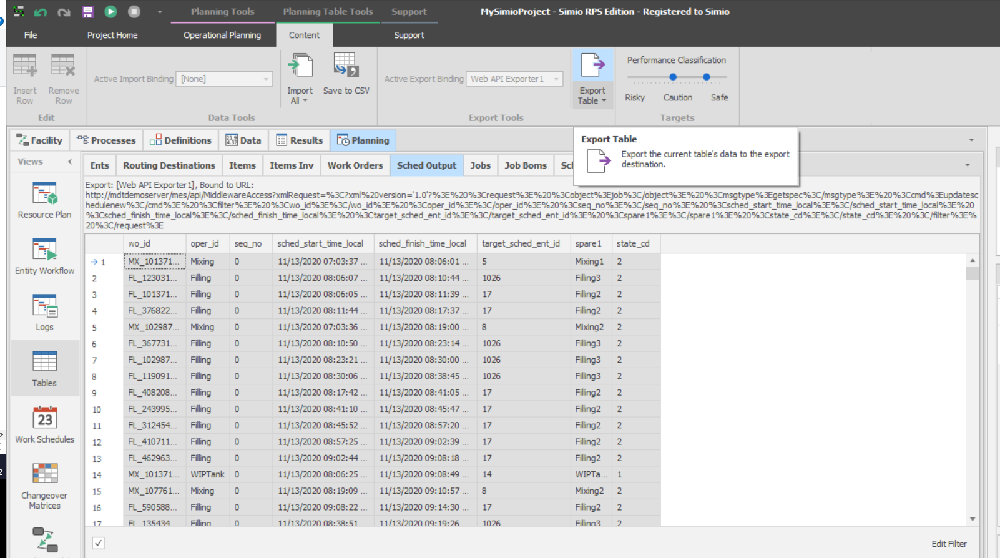 Planning Tools Planning Table Tools Support MySimioProject - Simio RPS Edition - Registered to Simio
File Project Home Operational Planning Content Support
Insert Row
Remove Row
Edit
Active Import Binding [None]
Import All
Save to CSV
Data Tools
Active Export Binding Web API Exporter1
Export Table
Export Tools
Performance Classification
Risky Caution Safe
Targets
Facility Processes Definitions Data Results Planning
Export Table
Export the current table's data to the export
destination.
Views
Resource Plan
Entity Workflow
Logs
Tables
23
Work Schedules
Changeover
Matrices
Ents Routing Destinations Items Items Inv Work Orders Sched Output Jobs Job Boms
Export: [Web API Exporter1], Bound to URL:
http://mdtdemoserver/mes/api/MiddlewareAccess?xmlRequest=%3C?xml%20version='1.0'?%3E%20%3Crequest%3E%20%3Cobject%3Ejob%3C/object%3E%20%3Cmsgtype%3Egetspec%3C/msgtype%3E%20%3Ccmd%3Eupdatesc
hedulenew%3C/cmd%3E%20%3Cfilter%3E%20%3Cwo_id%3E%3C/wo_id%3E%20%3Coper_id%3E%3C/oper_id%3E%20%3Cseq_no%3E%3C/seq_no%3E%20%3Csched_start_time_local%3E%3C/sched_start_time_local%3E%20
%3Csched_finish_time_local%3E%3C/sched_finish_time_local%3E%20%3Ctarget_sched_ent_id%3E%3C/target_sched_ent_id%3E%20%3Cspare1%3E%3C/spare1%3E%20%3Cstate_cd%3E%3C/state_cd%3E%20%3C/filter%3E%
20%3C/request%3E
wo_id oper_id seq_no sched_start_time_local sched_finish_time_local target_sched_ent_id spare1 state_cd
1 MX_101371... Mixing 0 11/13/2020 07:03:37 ... 11/13/2020 08:06:01 ... 5 Mixing1 2
2 FL_123031... Filling 0 11/13/2020 08:06:07 ... 11/13/2020 08:10:44 ... 1026 Filling3 2
3 FL_101371... Filling 0 11/13/2020 08:06:05 ... 11/13/2020 08:11:39 ... 17 Filling2 2
4 FL_376822... Filling 0 11/13/2020 08:11:44 ... 11/13/2020 08:17:37 ... 17 Filling2 2
5 MX_102987... Mixing 0 11/13/2020 07:03:36 ... 11/13/2020 08:19:00 ... 8 Mixing2 2
6 FL_367731... Filling 0 11/13/2020 08:10:50 ... 11/13/2020 08:23:14 ... 1026 Filling3 2
7 FL_102987... Filling 0 11/13/2020 08:23:21 ... 11/13/2020 08:30:00 ... 1026 Filling3 2
8 FL_119091... Filling 0 11/13/2020 08:30:06 ... 11/13/2020 08:38:45 ... 1026 Filling3 2
9 FL_408208... Filling 0 11/13/2020 08:17:42 ... 11/13/2020 08:41:05 ... 17 Filling2 2
10 FL_243995... Filling 0 11/13/2020 08:41:10 ... 11/13/2020 08:45:47 ... 17 Filling2 2
11 FL_312454... Filling 0 11/13/2020 08:45:52 ... 11/13/2020 08:57:20 ... 17 Filling2 2
12 FL_410711... Filling 0 11/13/2020 08:57:25 ... 11/13/2020 09:02:39 ... 17 Filling2 2
13 FL_462963... Filling 0 11/13/2020 09:02:44 ... 11/13/2020 09:08:18 ... 17 Filling2 2
14 MX_101371... WIPTank 0 11/13/2020 08:06:25 ... 11/13/2020 09:08:49 ... 14 WIPTa... 1
15 MX_107761... Mixing 0 11/13/2020 08:19:09 ... 11/13/2020 09:10:57 ... 8 Mixing2 2
16 FL_590588... Filling 0 11/13/2020 09:08:22 ... 11/13/2020 09:14:30 ... 17 Filling2 2
17 FL_135434 Filling 0 11/13/2020 08:38:51 11/13/2020 09:19:26 1026 Filling3 2
Edit Filter